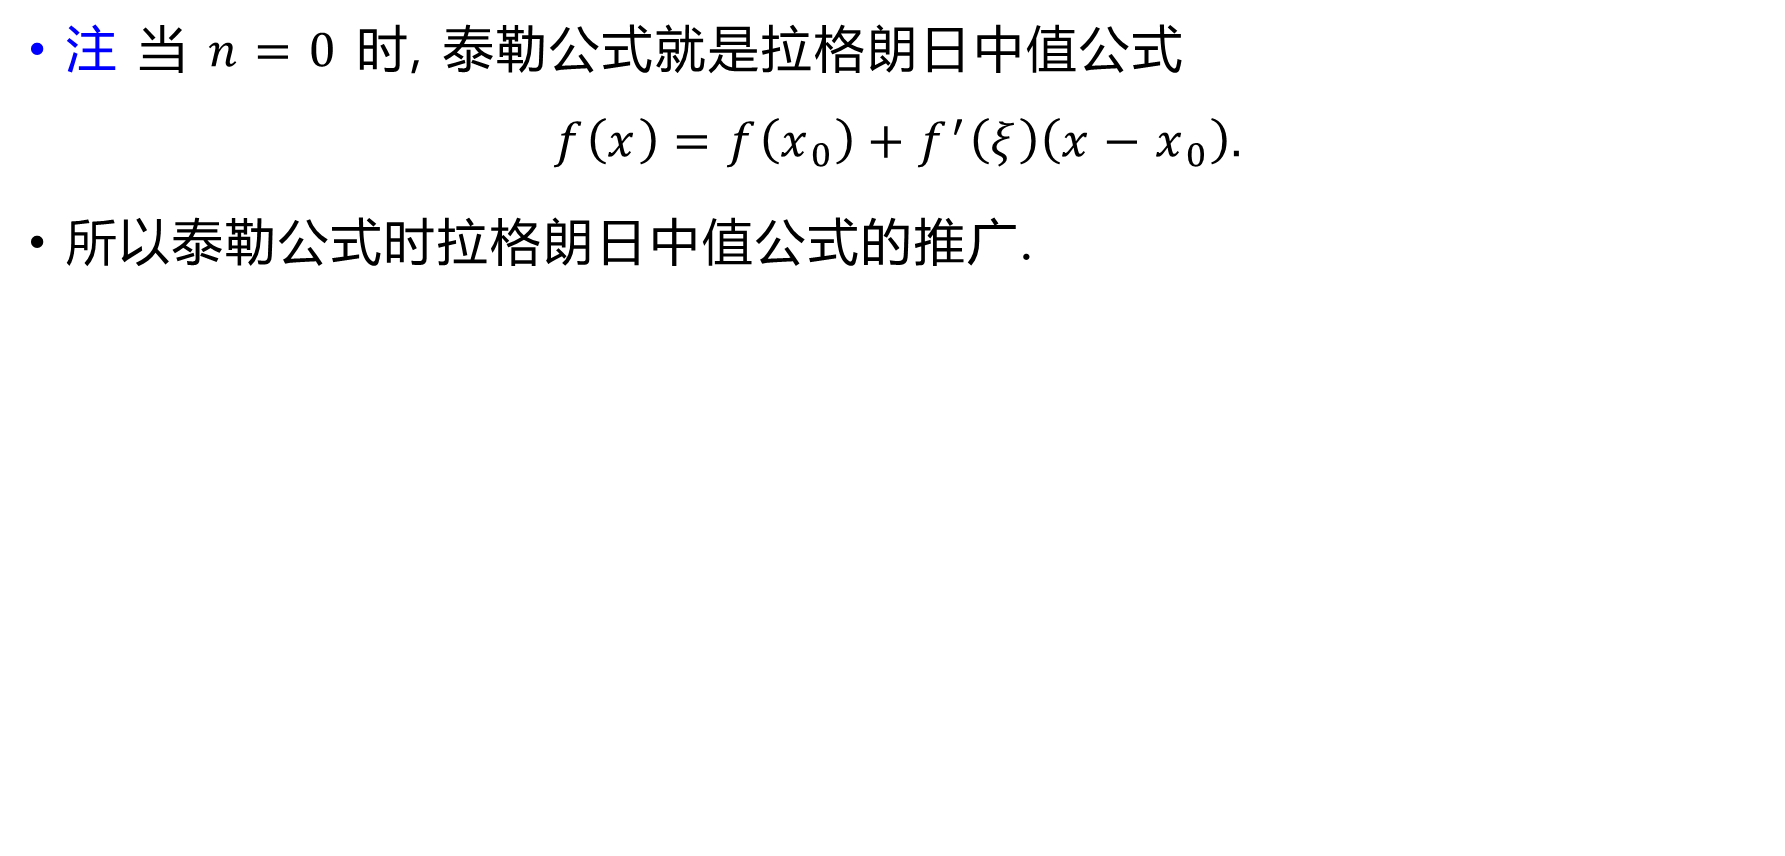 • 注 当 n = 0 时, 泰勒公式就是拉格朗日中值公式
f(x) = f(x₀) + f′(ξ)(x − x₀).
• 所以泰勒公式时拉格朗日中值公式的推广.